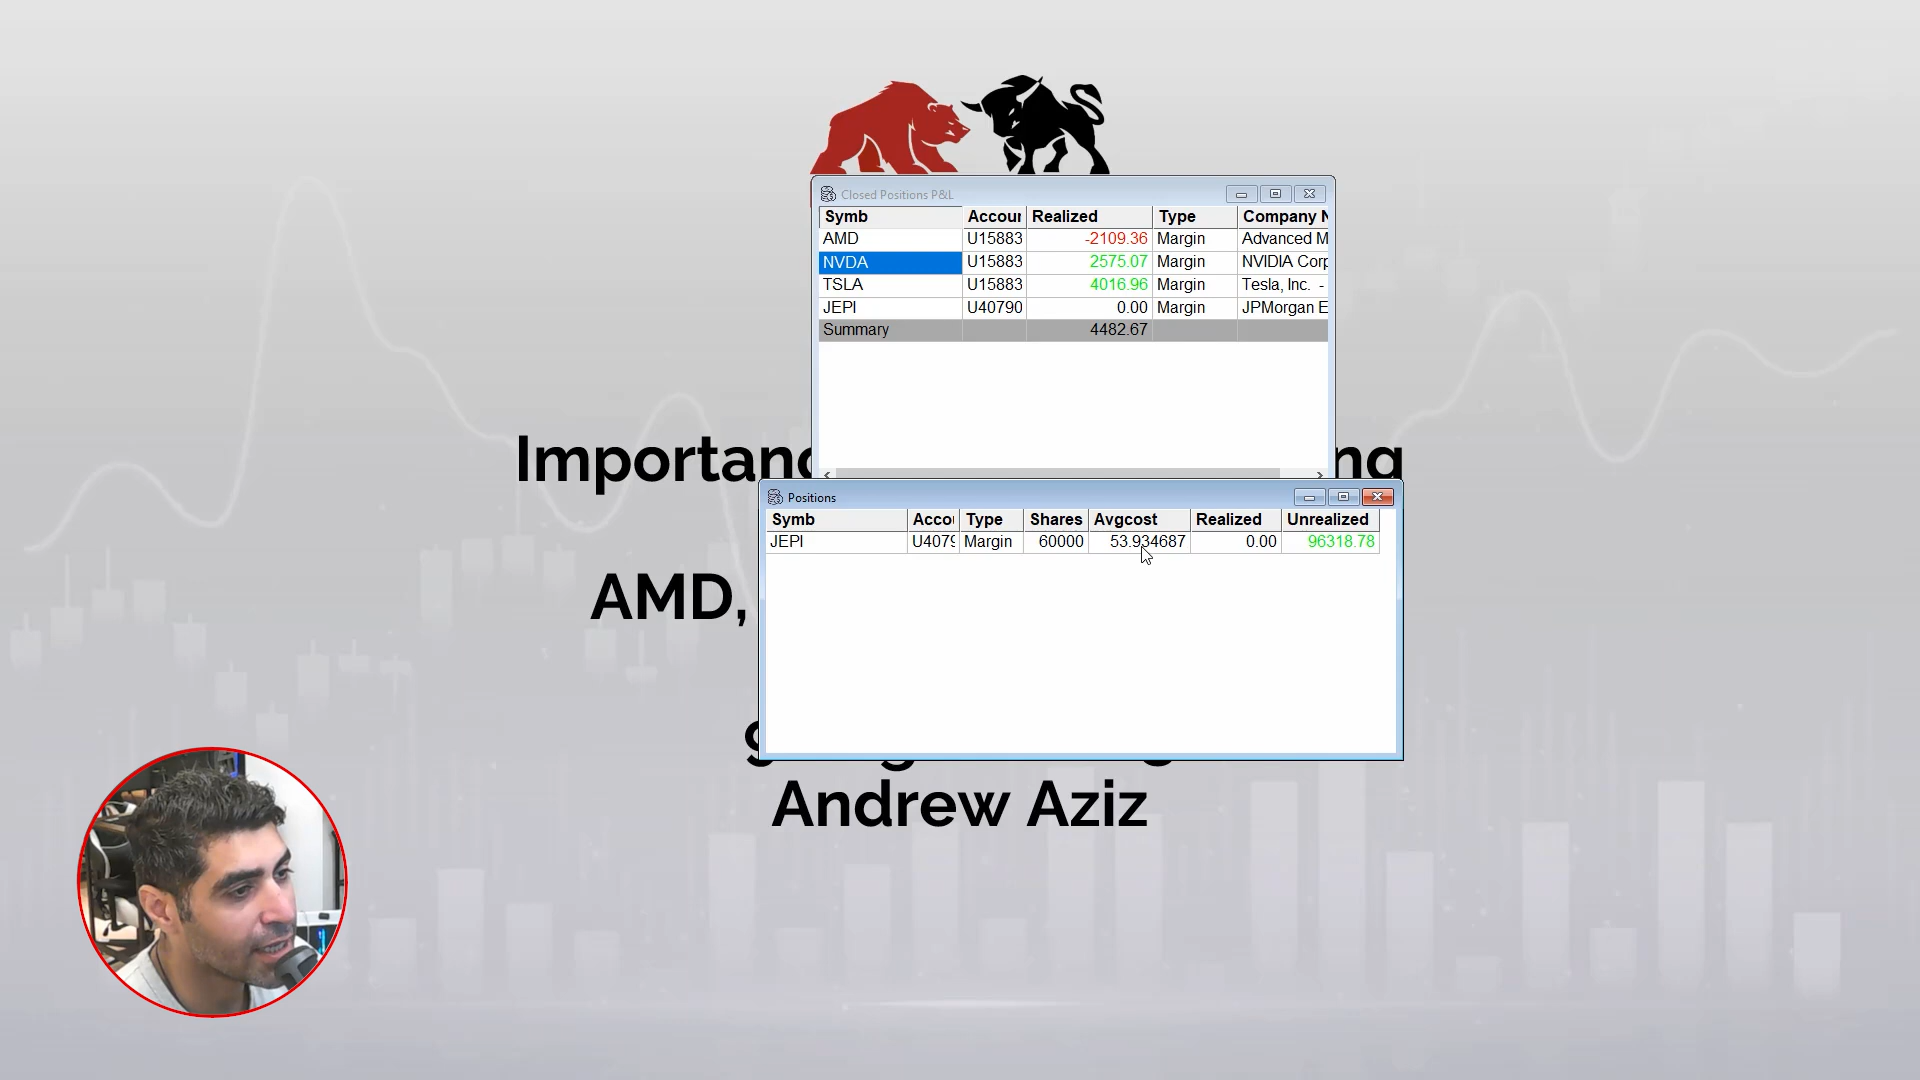 Closed Positions P&L
Symb Accour Realized Type Company N
AMD U15883 -2109.36 Margin Advanced M
NVDA U15883 2575.07 Margin NVIDIA Corp
TSLA U15883 4016.96 Margin Tesla, Inc. -
JEPI U40790 0.00 Margin JPMorgan E
Summary 4482.67
Importanc ng
Positions
Symb Accou Type Shares Avgcost Realized Unrealized
JEPI U4079 Margin 60000 53.934687 0.00 96318.78
AMD,
Andrew Aziz